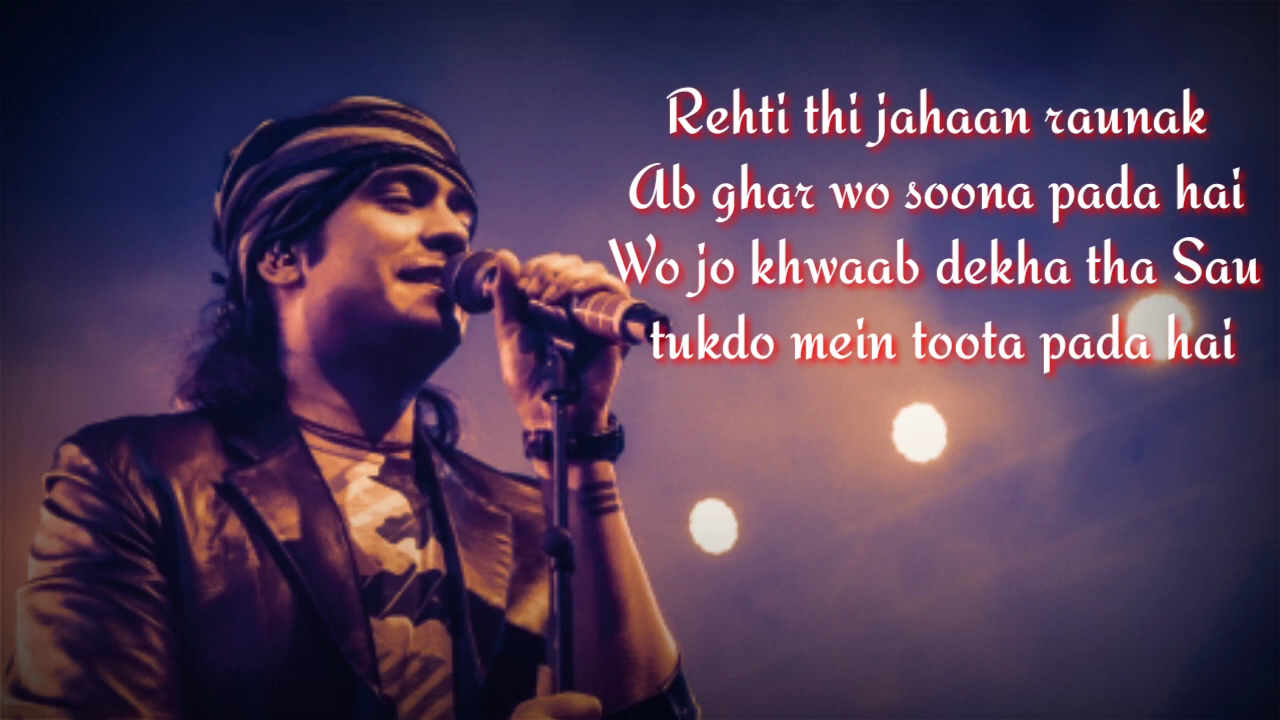 Rehti thi jahaan raunak
Ab ghar wo soona pada hai
Wo jo khwaab dekha tha Sau
tukdo mein toota pada hai